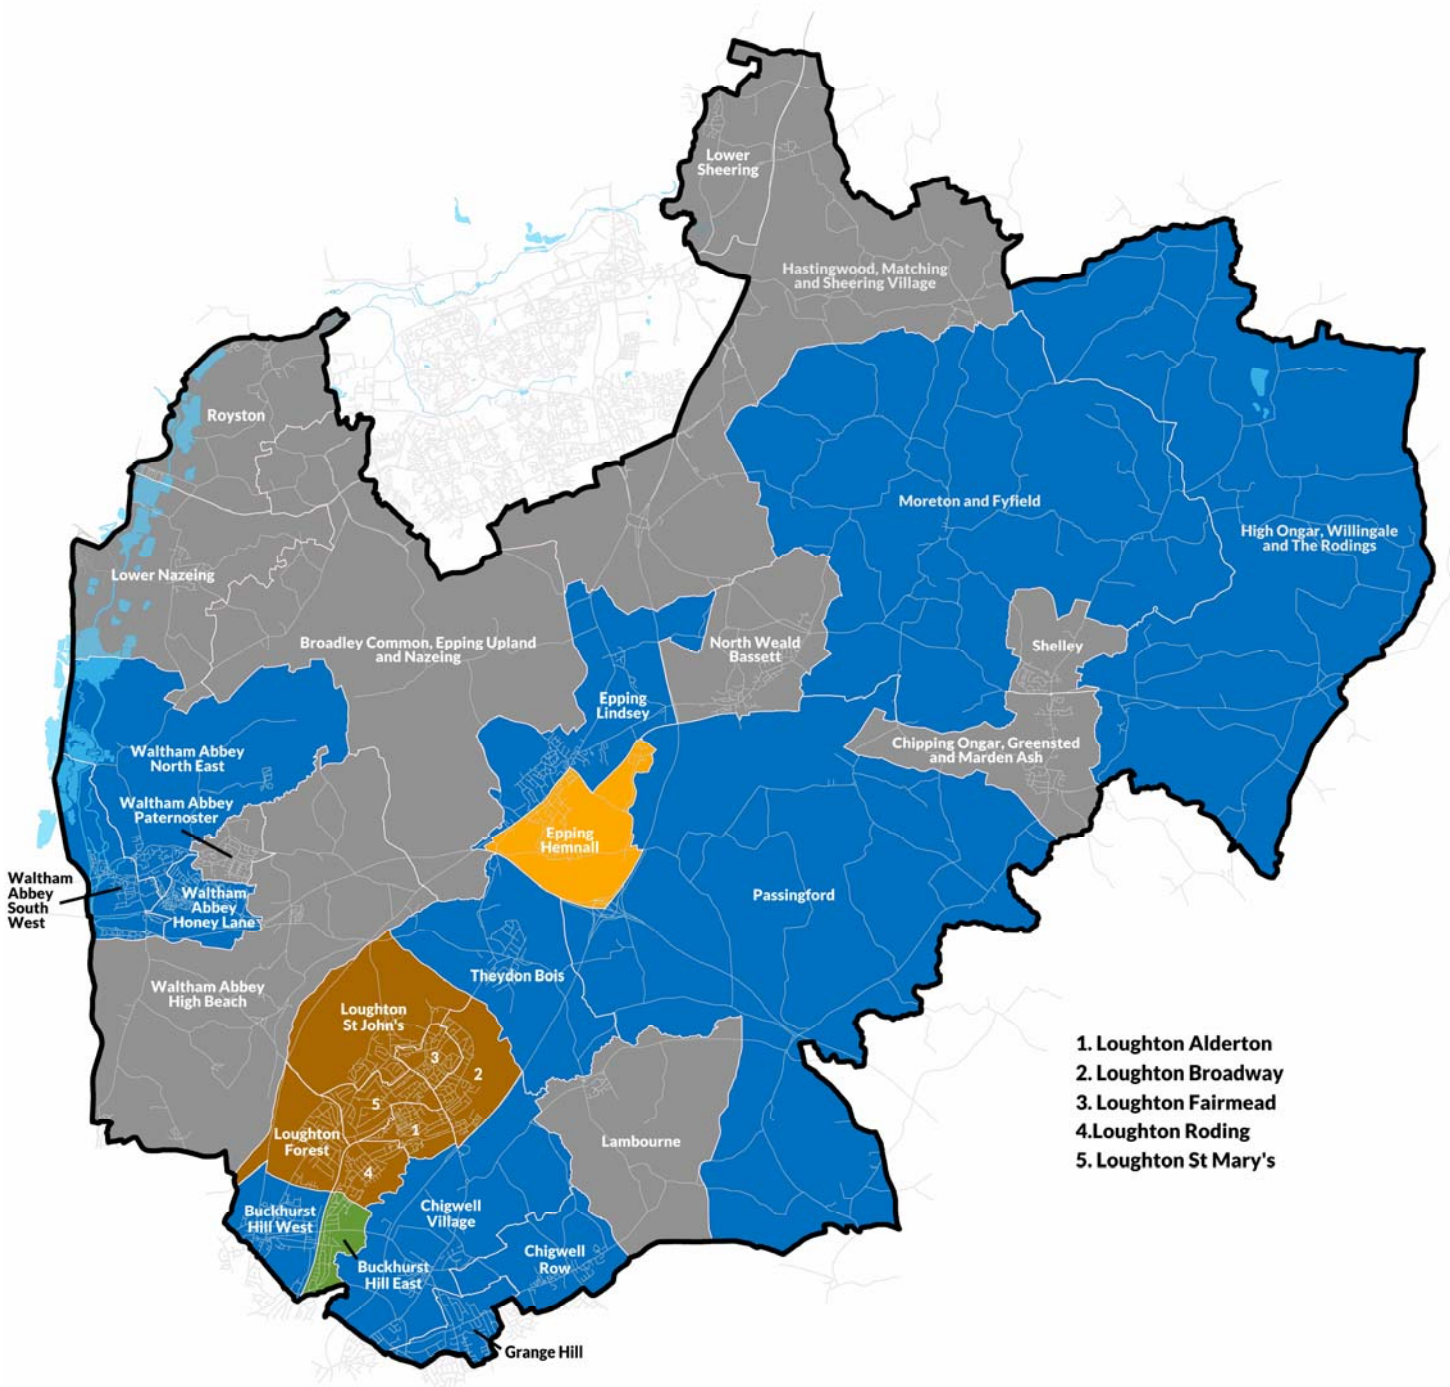 Lower
Sheering
Hastingwood, Matching
and Sheering Village
Royston
Moreton and Fyfield
High Ongar, Willingale
and The Rodings
Lower Nazeing
Broadley Common, Epping Upland
and Nazeing
North Weald
Bassett
Shelley
Epping
Lindsey
Chipping Ongar, Greensted
and Marden Ash
Waltham Abbey
North East
Waltham Abbey
Paternoster
Epping
Hemnall
Waltham
Abbey
South
West
Waltham
Abbey
Honey Lane
Passingford
Theydon Bois
Waltham Abbey
High Beach
Loughton
St John's
3
2
5
1
Loughton
Forest
4
Lambourne
1. Loughton Alderton
2. Loughton Broadway
3. Loughton Fairmead
4.Loughton Roding
5. Loughton St Mary's
Buckhurst
Hill West
Chigwell
Village
Buckhurst
Hill East
Chigwell
Row
Grange Hill